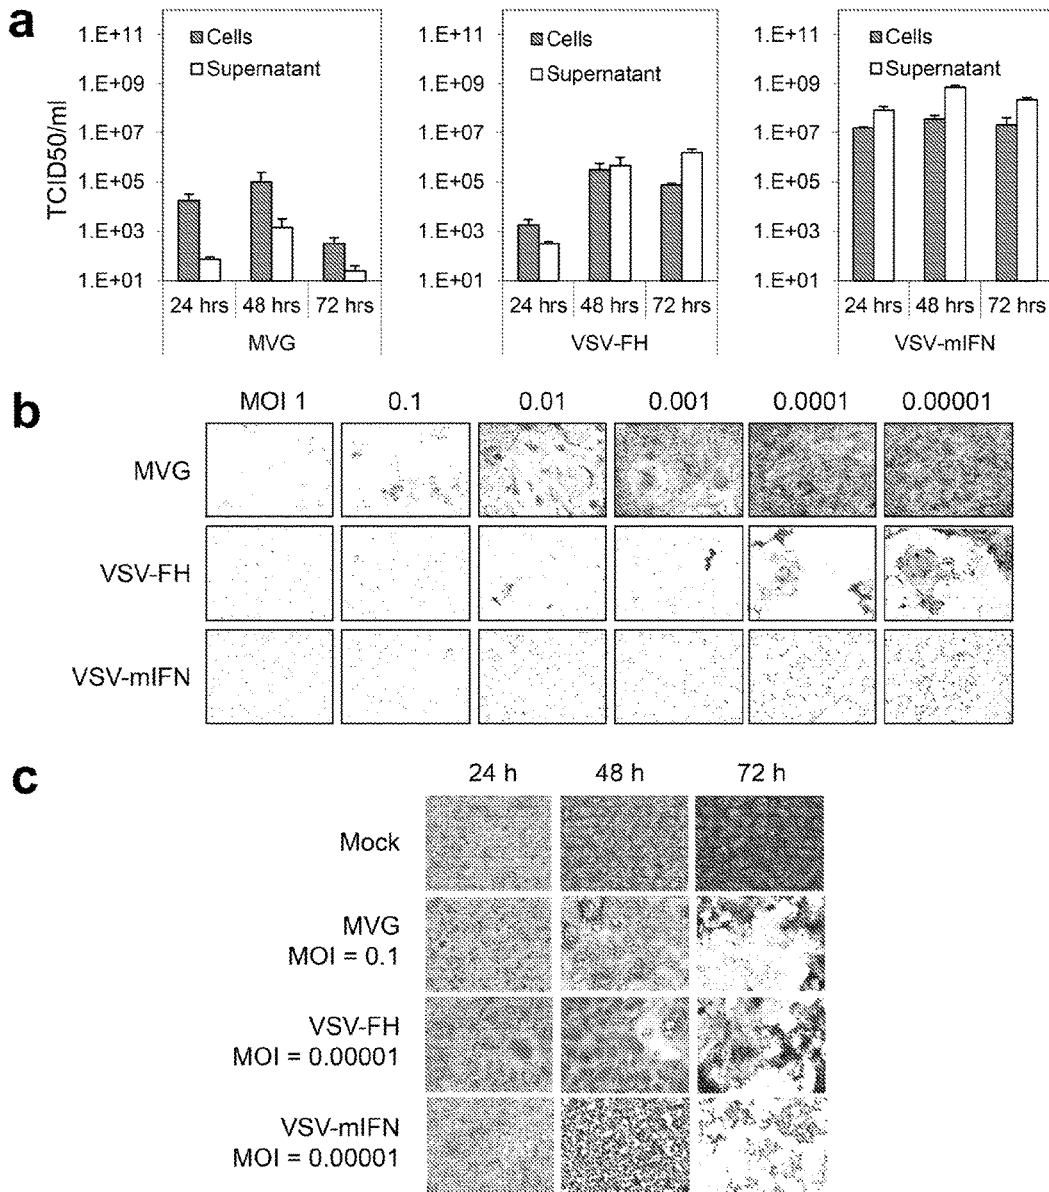 a
TCID50/ml
1.E+11
1.E+09
1.E+07
1.E+05
1.E+03
1.E+01
Cells
Supernatant
24 hrs 48 hrs 72 hrs
MVG
1.E+11
1.E+09
1.E+07
1.E+05
1.E+03
1.E+01
Cells
Supernatant
24 hrs 48 hrs 72 hrs
VSV-FH
1.E+11
1.E+09
1.E+07
1.E+05
1.E+03
1.E+01
Cells
Supernatant
24 hrs 48 hrs 72 hrs
VSV-mIFN
b
MOI 1 0.1 0.01 0.001 0.0001 0.00001
MVG
VSV-FH
VSV-mIFN
c
24 h 48 h 72 h
Mock
MVG
MOI = 0.1
VSV-FH
MOI = 0.00001
VSV-mIFN
MOI = 0.00001